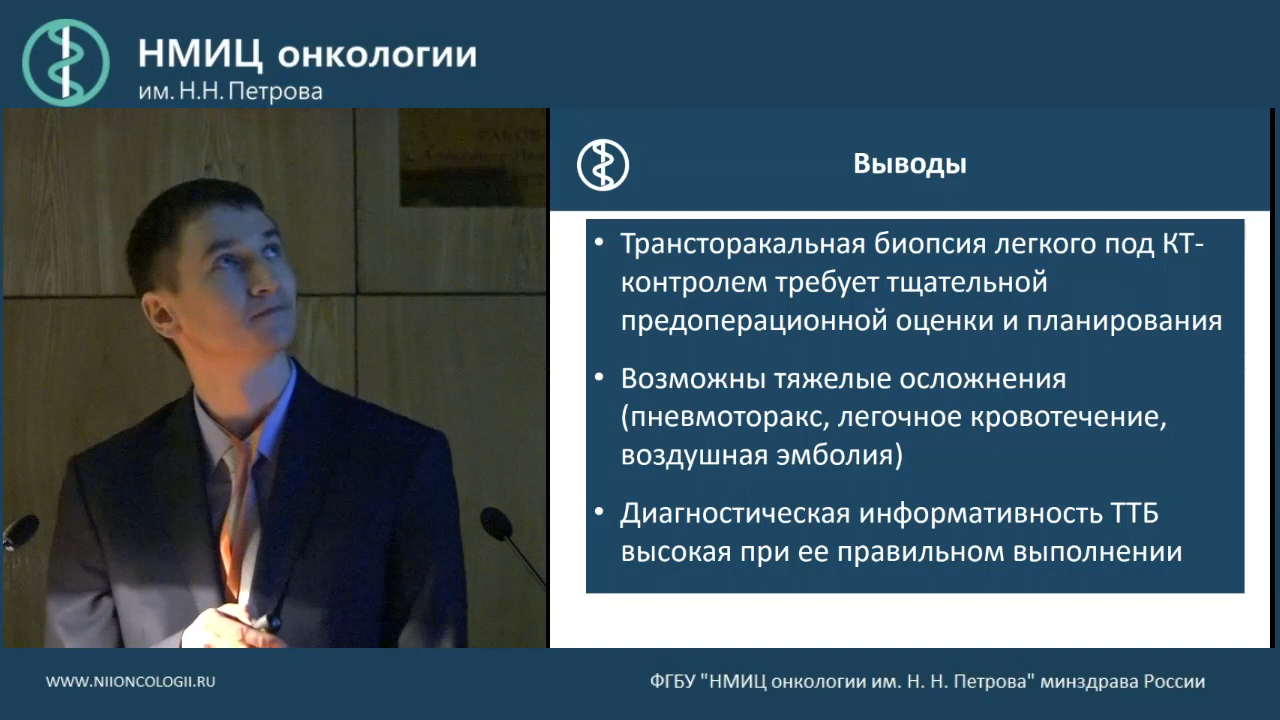 НМИЦ онкологии
им. Н.Н. Петрова
Выводы
• Трансторакальная биопсия легкого под КТ-
контролем требует тщательной
предоперационной оценки и планирования
• Возможны тяжелые осложнения
(пневмоторакс, легочное кровотечение,
воздушная эмболия)
• Диагностическая информативность ТТБ
высокая при ее правильном выполнении
WWW.NIIONCOLOGII.RU
ФГБУ "НМИЦ онкологии им. Н. Н. Петрова" минздрава России